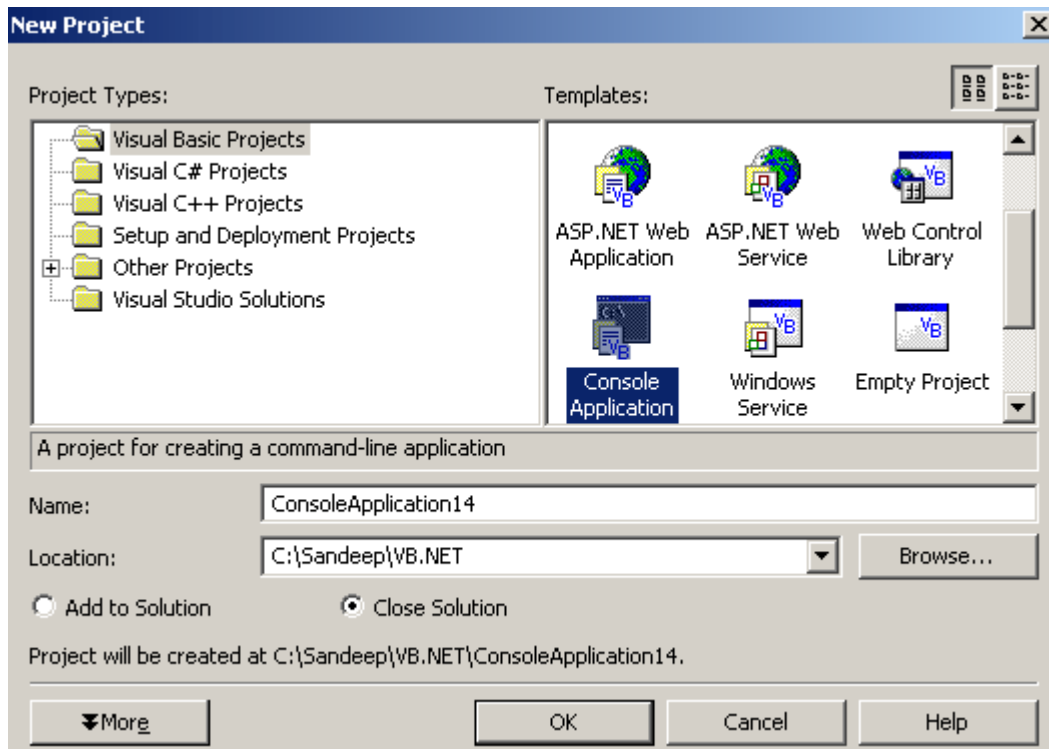 New Project
Project Types:
Templates:
Visual Basic Projects
Visual C# Projects
Visual C++ Projects
Setup and Deployment Projects
Other Projects
Visual Studio Solutions
ASP.NET Web Application
ASP.NET Web Service
Web Control Library
Console Application
Windows Service
Empty Project
A project for creating a command-line application
Name:
ConsoleApplication14
Location:
C:\Sandeep\VB.NET
Browse...
Add to Solution
Close Solution
Project will be created at C:\Sandeep\VB.NET\ConsoleApplication14.
More
OK
Cancel
Help